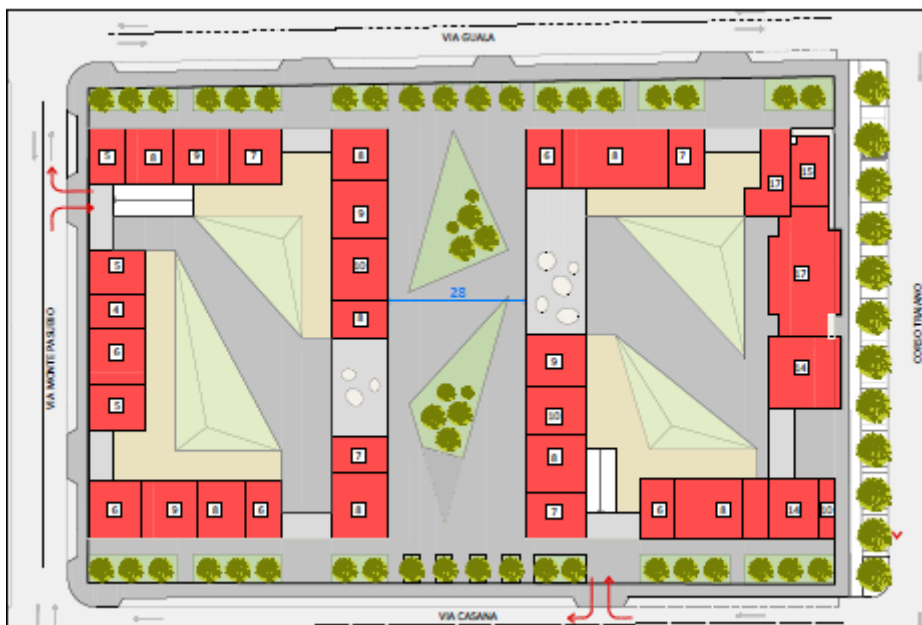 VIA GUALA
5 8 9 7 8 6 8 7 17 15
9
5 10 17
28
4 8
6 9 14
5 10
7 8
6 9 8 6 8 7 6 8 14 10
VIA MONTE PASUBIO
CORSO TRAIANO
VIA CASANA